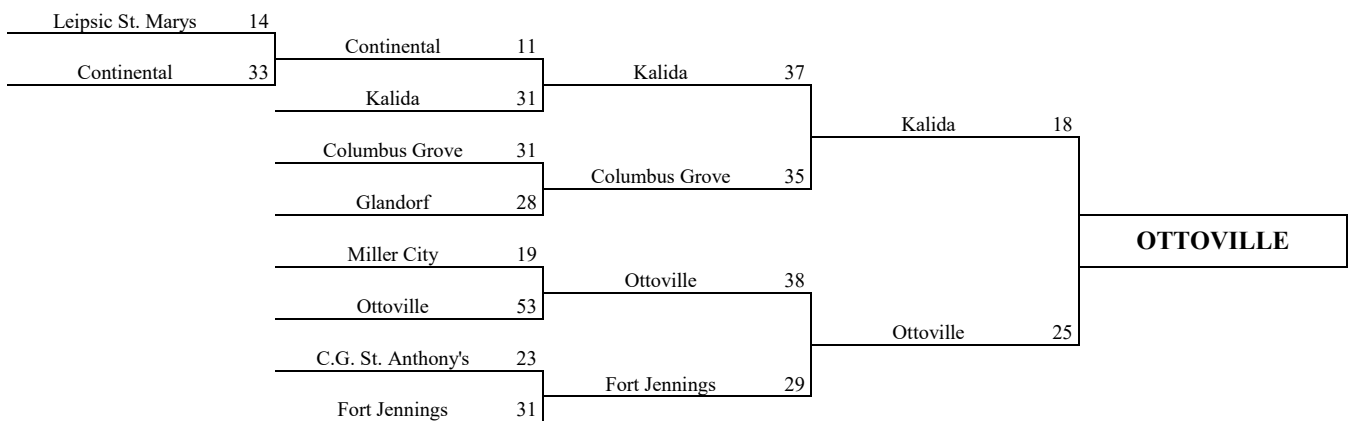 Leipsic St. Marys 14
Continental 33
Continental 11
Kalida 31
Columbus Grove 31
Glandorf 28
Miller City 19
Ottoville 53
C.G. St. Anthony's 23
Fort Jennings 31
Kalida 37
Columbus Grove 35
Ottoville 38
Fort Jennings 29
Kalida 18
Ottoville 25
OTTOVILLE